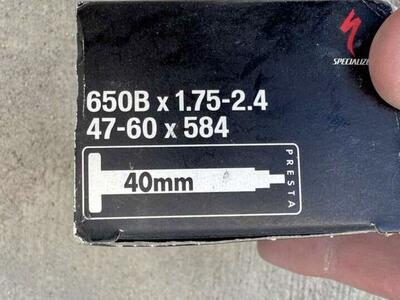 SPECIALIZED
650B x 1.75-2.4
47-60 x 584
40mm
PRESTA